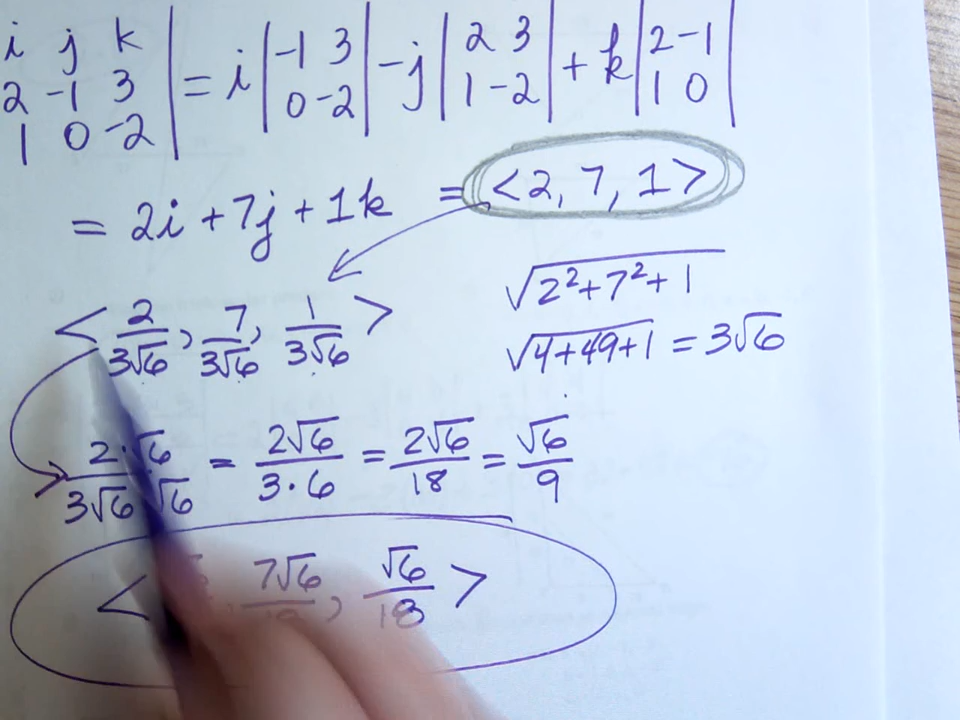 i j k
2 -1 3
1 0 -2 | = i |-1 3 0 -2| - j |2 3 1 -2| + k |2 -1 1 0|
= 2i + 7j + 1k = <2, 7, 1>
√(2² + 7² + 1)
<2/3√6, 7/3√6, 1/3√6>
√(4+49+1) = 3√6
2·√6/3√6 √6 = 2√6/3·6 = 2√6/18 = √6/9
< , 7√6/18, √6/18 >